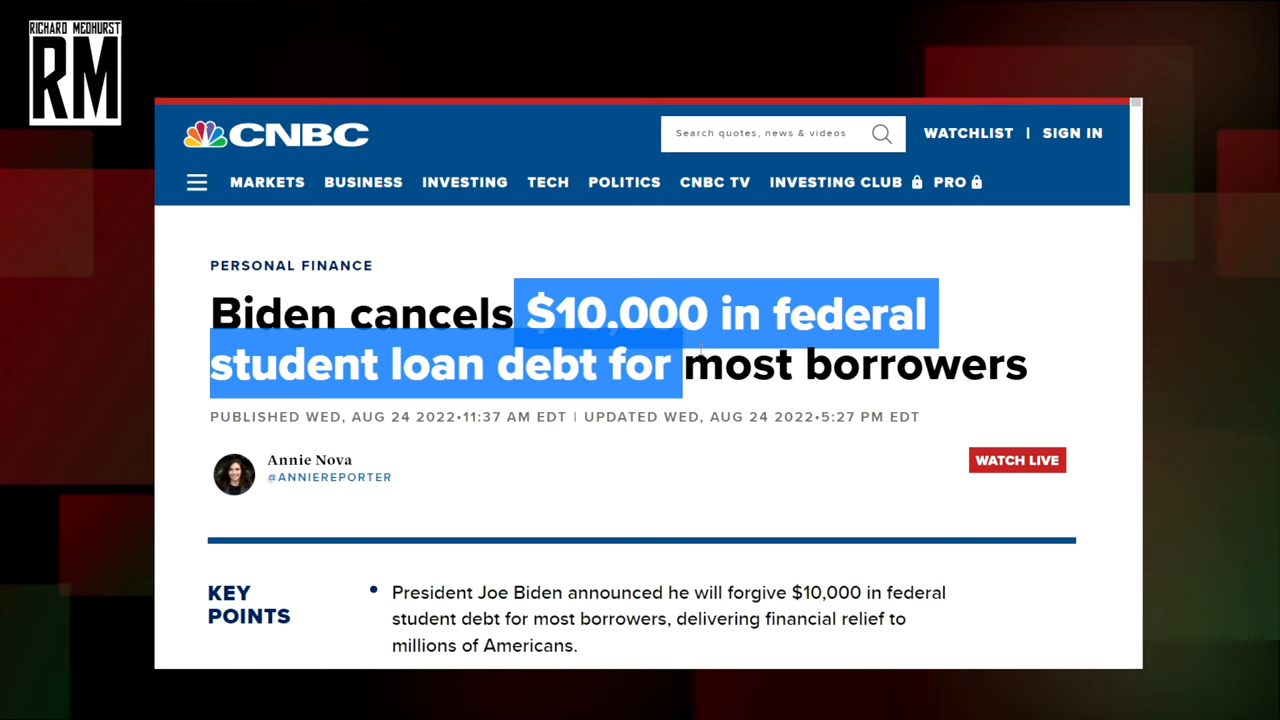 RICHARD MEDHURST
RM
CNBC
Search quotes, news & videos
WATCHLIST | SIGN IN
MARKETS BUSINESS INVESTING TECH POLITICS CNBC TV INVESTING CLUB PRO
PERSONAL FINANCE
Biden cancels $10,000 in federal
student loan debt for most borrowers
PUBLISHED WED, AUG 24 2022•11:37 AM EDT | UPDATED WED, AUG 24 2022•5:27 PM EDT
Annie Nova
@ANNIEREPORTER
WATCH LIVE
KEY
POINTS
• President Joe Biden announced he will forgive $10,000 in federal
student debt for most borrowers, delivering financial relief to
millions of Americans.